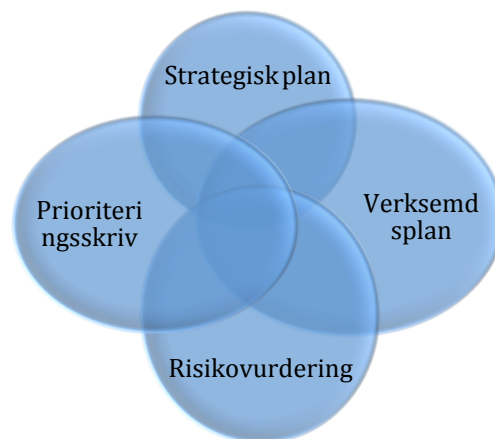 Strategisk plan
Prioriteri
ngsskriv
Verksemd
splan
Risikovurdering